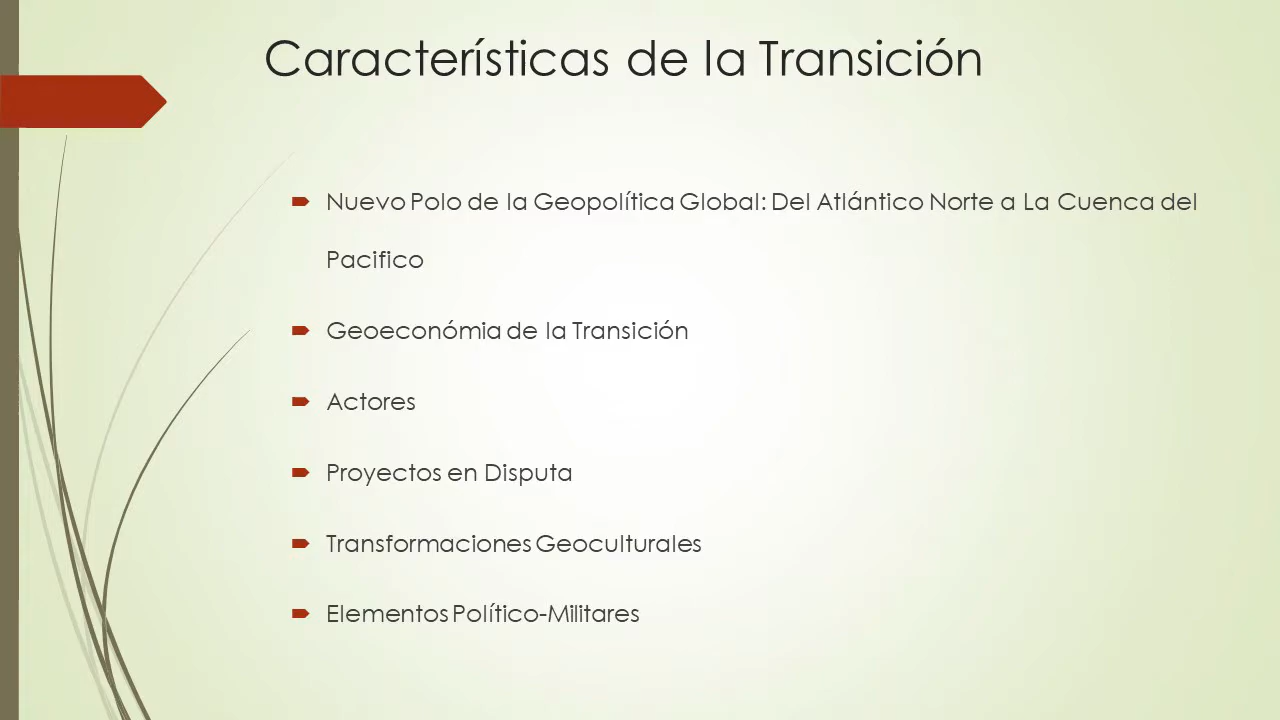 Características de la Transición
Nuevo Polo de la Geopolítica Global: Del Atlántico Norte a La Cuenca del
Pacifico
Geoeconómia de la Transición
Actores
Proyectos en Disputa
Transformaciones Geoculturales
Elementos Político-Militares